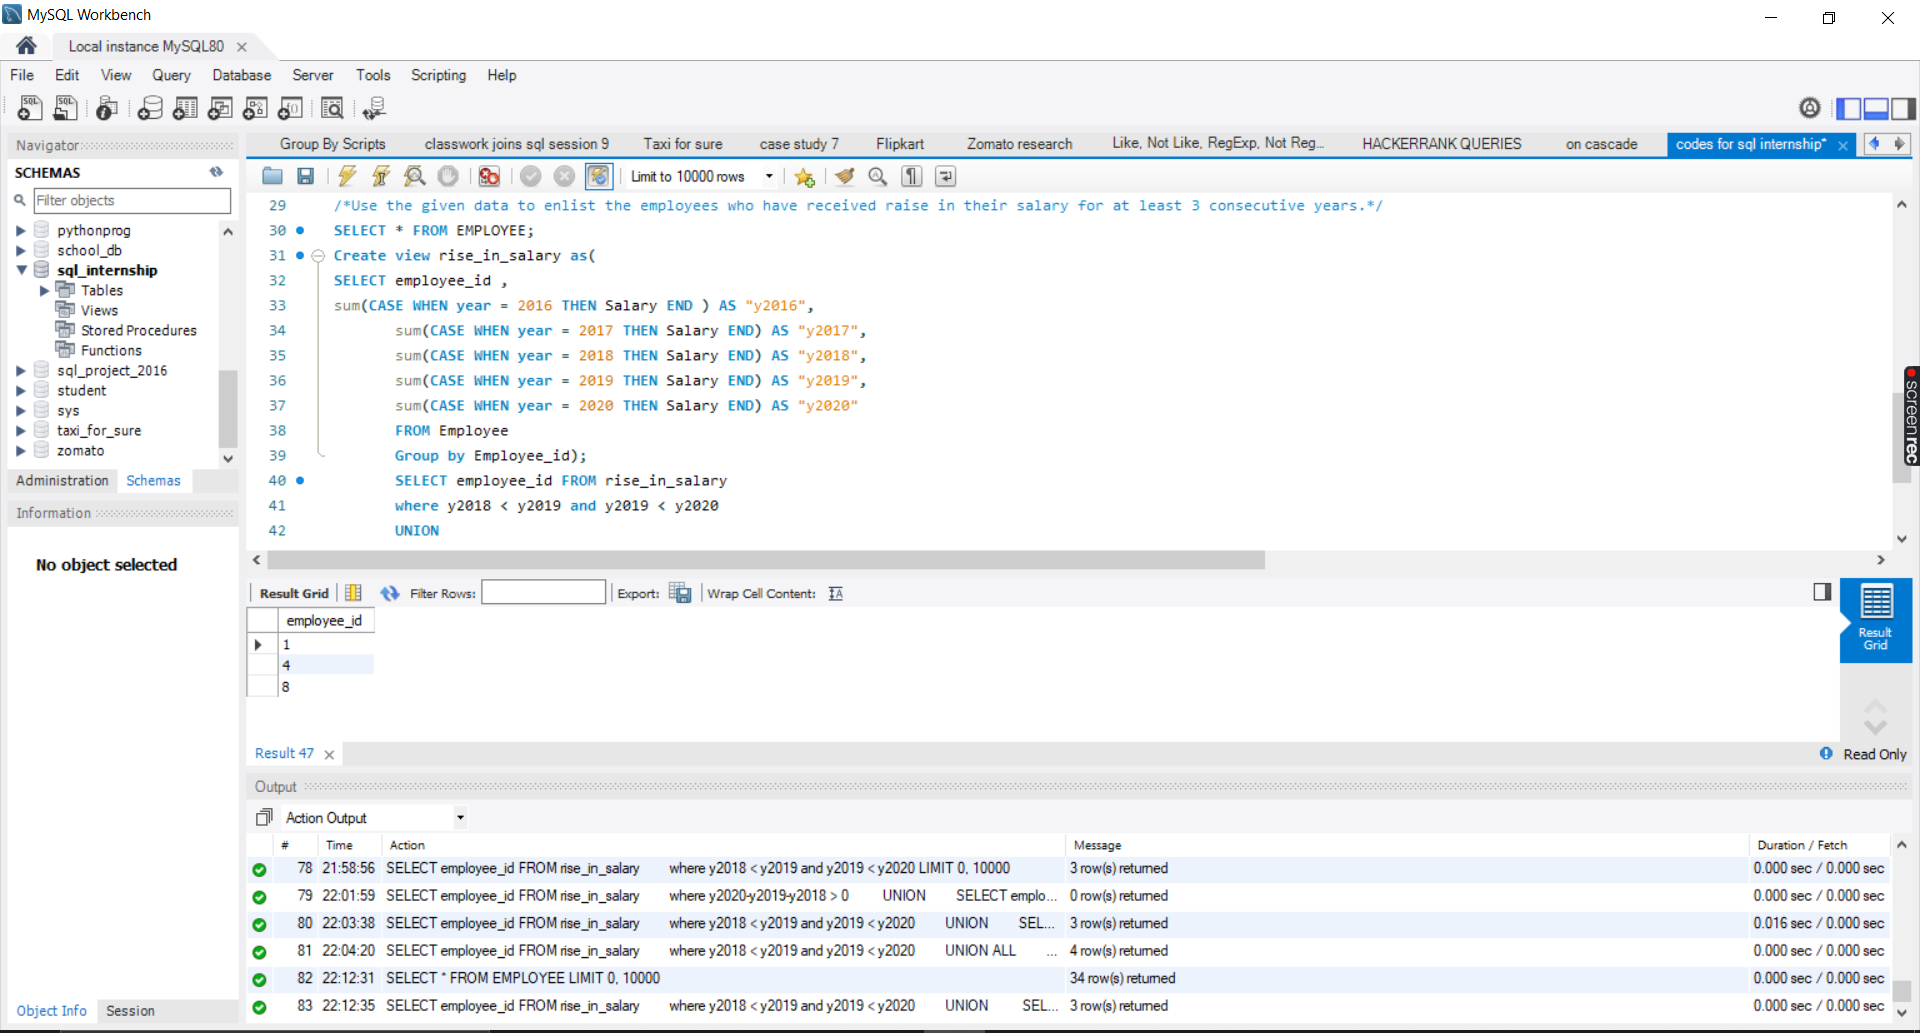 MySQL Workbench
Local instance MySQL80
File Edit View Query Database Server Tools Scripting Help
Navigator
SCHEMAS
Filter objects
pythonprog
school_db
sql_internship
Tables
Views
Stored Procedures
Functions
sql_project_2016
student
sys
taxi_for_sure
zomato
Administration Schemas
Information
No object selected
Object Info Session
Group By Scripts classwork joins sql session 9 Taxi for sure case study 7 Flipkart Zomato research Like, Not Like, RegExp, Not Reg... HACKERRANK QUERIES on cascade codes for sql internship*
Limit to 10000 rows
29 /*Use the given data to enlist the employees who have received raise in their salary for at least 3 consecutive years.*/
30 SELECT * FROM EMPLOYEE;
31 Create view rise_in_salary as(
32 SELECT employee_id ,
33 sum(CASE WHEN year = 2016 THEN Salary END ) AS "y2016",
34 sum(CASE WHEN year = 2017 THEN Salary END) AS "y2017",
35 sum(CASE WHEN year = 2018 THEN Salary END) AS "y2018",
36 sum(CASE WHEN year = 2019 THEN Salary END) AS "y2019",
37 sum(CASE WHEN year = 2020 THEN Salary END) AS "y2020"
38 FROM Employee
39 Group by Employee_id);
40 SELECT employee_id FROM rise_in_salary
41 where y2018 < y2019 and y2019 < y2020
42 UNION
screenrec
Result Grid Filter Rows: Export: Wrap Cell Content:
employee_id
1
4
8
Result Grid
Result 47
Read Only
Output
Action Output
# Time Action Message Duration / Fetch
78 21:58:56 SELECT employee_id FROM rise_in_salary where y2018 < y2019 and y2019 < y2020 LIMIT 0, 10000 3 row(s) returned 0.000 sec / 0.000 sec
79 22:01:59 SELECT employee_id FROM rise_in_salary where y2020-y2019-y2018 > 0 UNION SELECT emplo... 0 row(s) returned 0.000 sec / 0.000 sec
80 22:03:38 SELECT employee_id FROM rise_in_salary where y2018 < y2019 and y2019 < y2020 UNION SEL... 3 row(s) returned 0.016 sec / 0.000 sec
81 22:04:20 SELECT employee_id FROM rise_in_salary where y2018 < y2019 and y2019 < y2020 UNION ALL ... 4 row(s) returned 0.000 sec / 0.000 sec
82 22:12:31 SELECT * FROM EMPLOYEE LIMIT 0, 10000 34 row(s) returned 0.000 sec / 0.000 sec
83 22:12:35 SELECT employee_id FROM rise_in_salary where y2018 < y2019 and y2019 < y2020 UNION SEL... 3 row(s) returned 0.000 sec / 0.000 sec